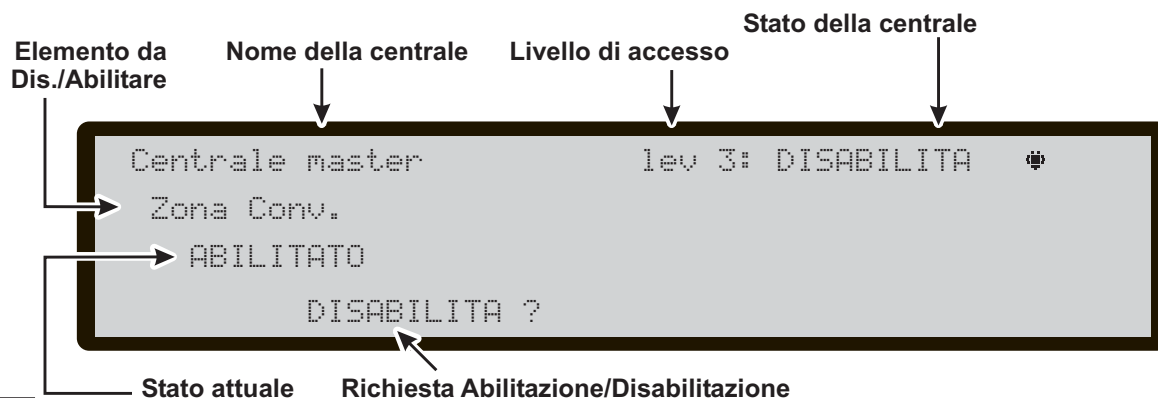 Stato della centrale
Elemento da
Dis./Abilitare
Nome della centrale
Livello di accesso
Centrale master lev 3: DISABILITA
Zona Conv.
ABILITATO
DISABILITA ?
Stato attuale
Richiesta Abilitazione/Disabilitazione